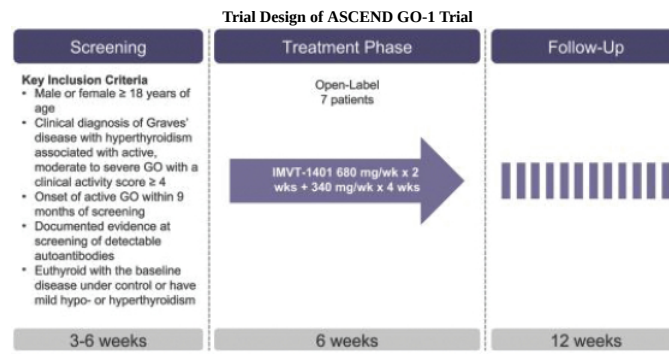 Trial Design of ASCEND GO-1 Trial
Screening
Treatment Phase
Follow-Up
Key Inclusion Criteria
• Male or female ≥ 18 years of
age
• Clinical diagnosis of Graves'
disease with hyperthyroidism
associated with active,
moderate to severe GO with a
clinical activity score ≥ 4
• Onset of active GO within 9
months of screening
• Documented evidence at
screening of detectable
autoantibodies
• Euthyroid with the baseline
disease under control or have
mild hypo- or hyperthyroidism
Open-Label
7 patients
IMVT-1401 680 mg/wk x 2
wks + 340 mg/wk x 4 wks
3-6 weeks
6 weeks
12 weeks